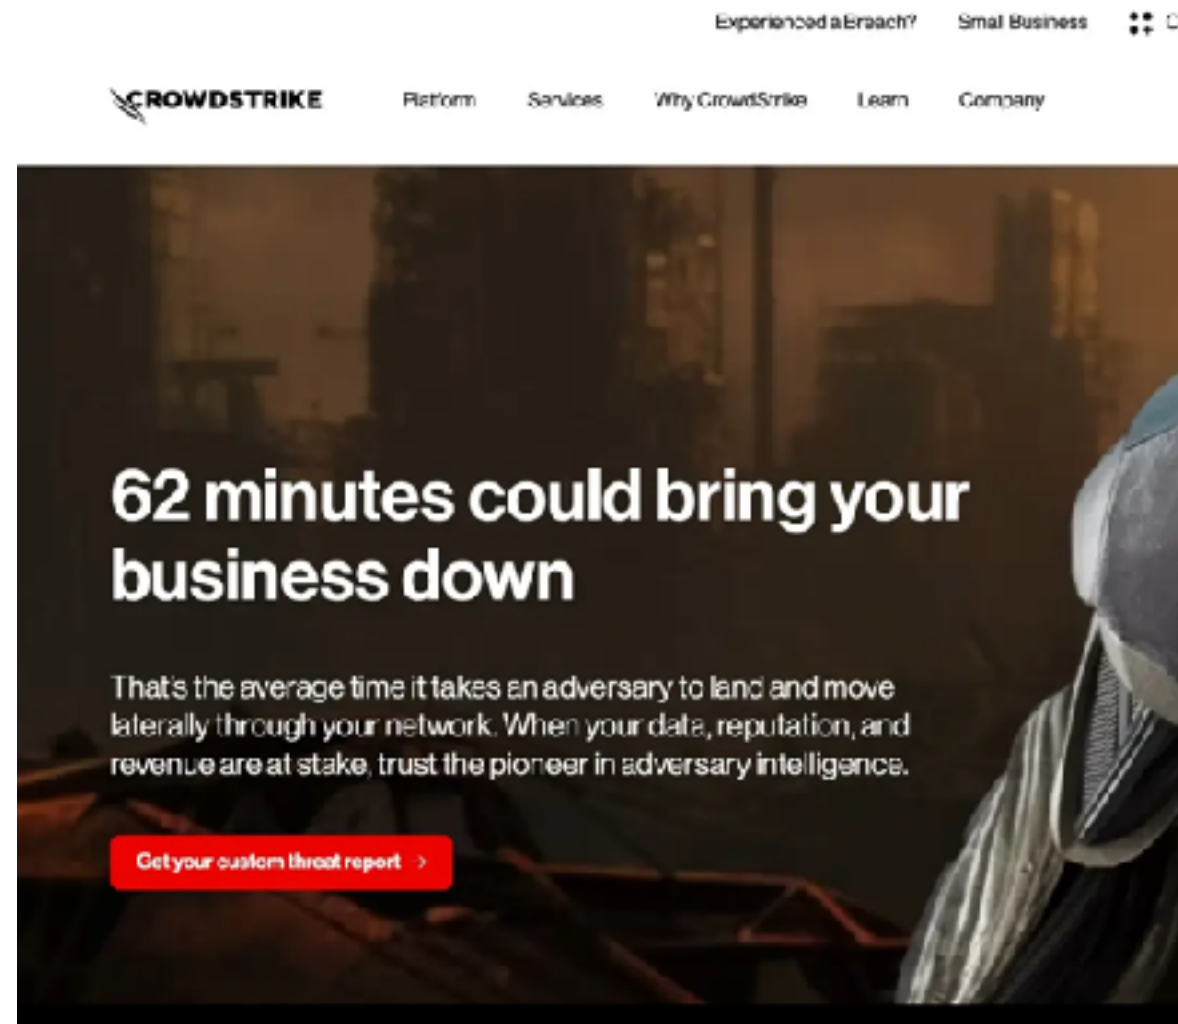 Experienced a Breach?
Small Business
CROWDSTRIKE
Platform
Services
Why CrowdStrike
Learn
Company
62 minutes could bring your
business down
That's the average time it takes an adversary to land and move
laterally through your network. When your data, reputation, and
revenue are at stake, trust the pioneer in adversary intelligence.
Get your custom threat report